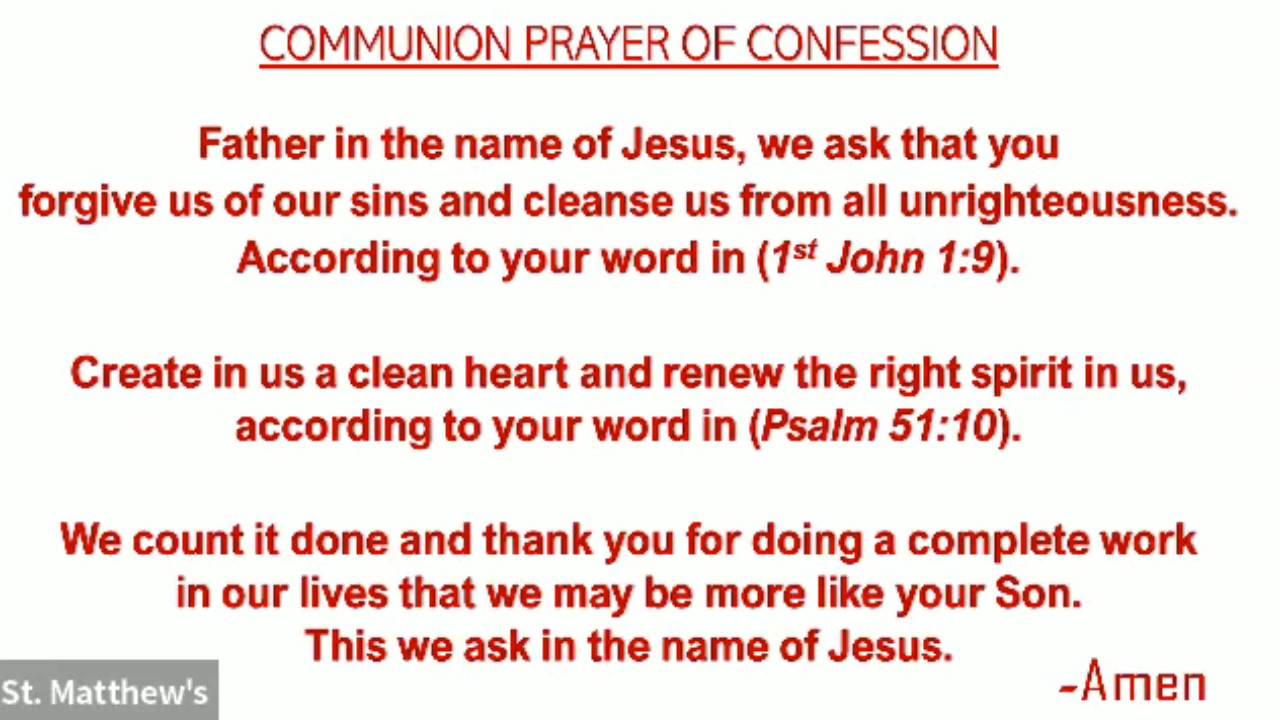 COMMUNION PRAYER OF CONFESSION
Father in the name of Jesus, we ask that you
forgive us of our sins and cleanse us from all unrighteousness.
According to your word in (1st John 1:9).
Create in us a clean heart and renew the right spirit in us,
according to your word in (Psalm 51:10).
We count it done and thank you for doing a complete work
in our lives that we may be more like your Son.
This we ask in the name of Jesus.
-Amen
St. Matthew's